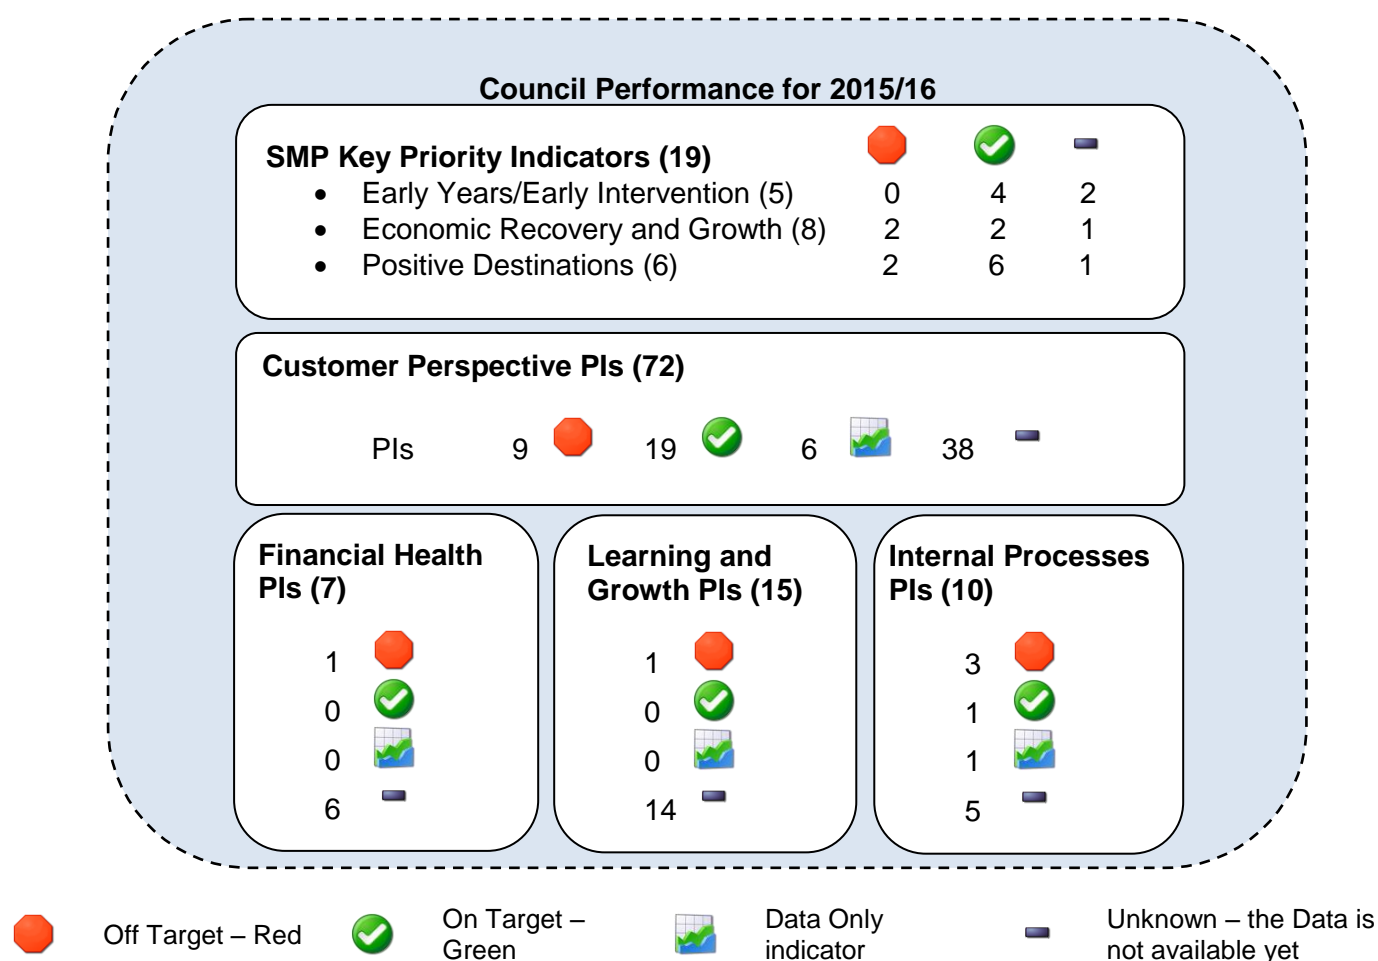 Council Performance for 2015/16
SMP Key Priority Indicators (19)
• Early Years/Early Intervention (5) 0 4 2
• Economic Recovery and Growth (8) 2 2 1
• Positive Destinations (6) 2 6 1
Customer Perspective PIs (72)
PIs 9 19 6 38
Financial Health
PIs (7)
1
0
0
6
Learning and
Growth PIs (15)
1
0
0
14
Internal Processes
PIs (10)
3
1
1
5
Off Target – Red
On Target –
Green
Data Only
indicator
Unknown – the Data is
not available yet